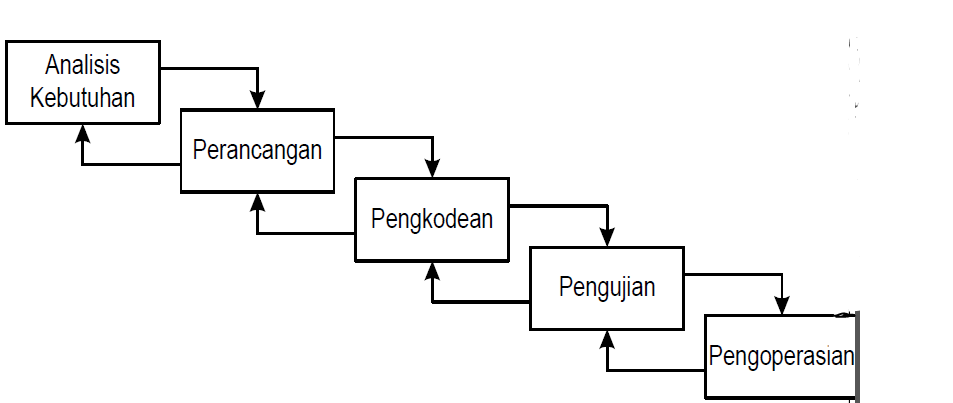 Analisis
Kebutuhan
Perancangan
Pengkodean
Pengujian
Pengoperasian